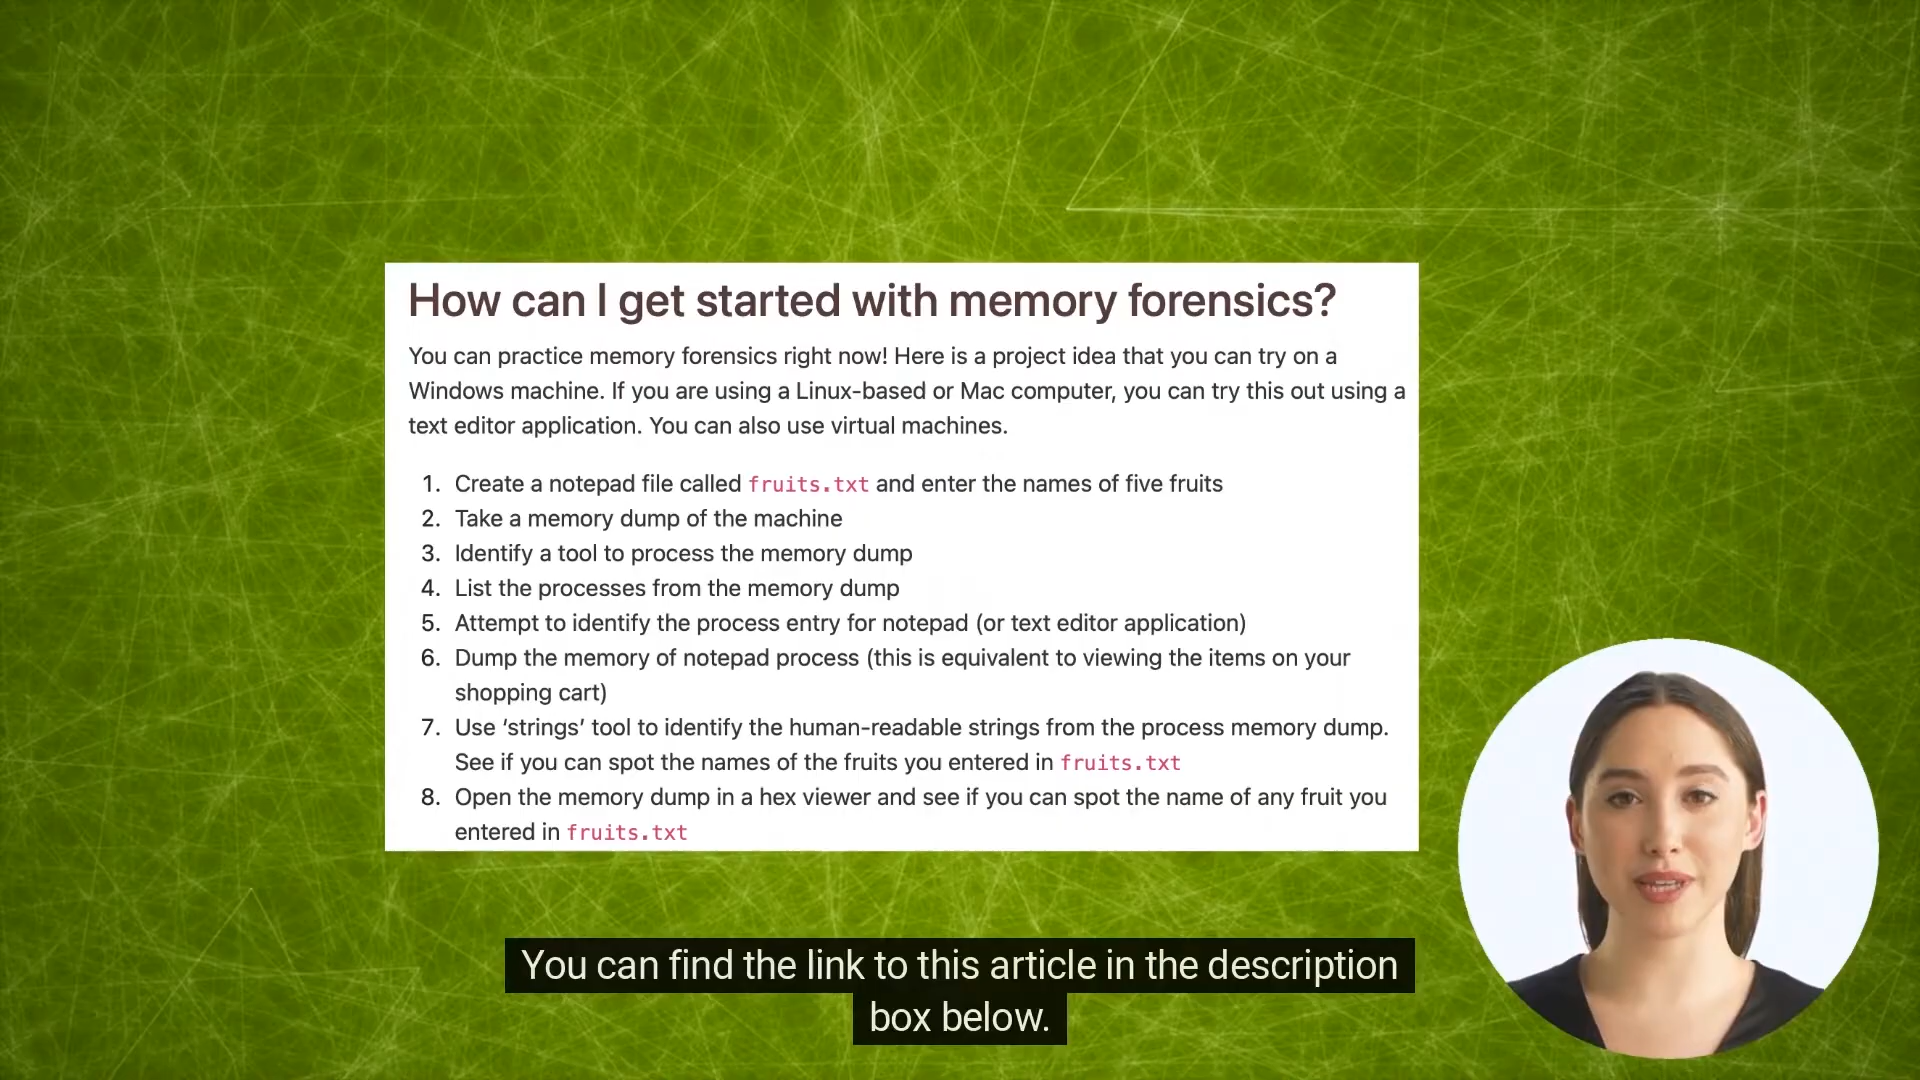 How can I get started with memory forensics?
You can practice memory forensics right now! Here is a project idea that you can try on a
Windows machine. If you are using a Linux-based or Mac computer, you can try this out using a
text editor application. You can also use virtual machines.
1. Create a notepad file called fruits.txt and enter the names of five fruits
2. Take a memory dump of the machine
3. Identify a tool to process the memory dump
4. List the processes from the memory dump
5. Attempt to identify the process entry for notepad (or text editor application)
6. Dump the memory of notepad process (this is equivalent to viewing the items on your
shopping cart)
7. Use ‘strings’ tool to identify the human-readable strings from the process memory dump.
See if you can spot the names of the fruits you entered in fruits.txt
8. Open the memory dump in a hex viewer and see if you can spot the name of any fruit you
entered in fruits.txt
You can find the link to this article in the description
box below.